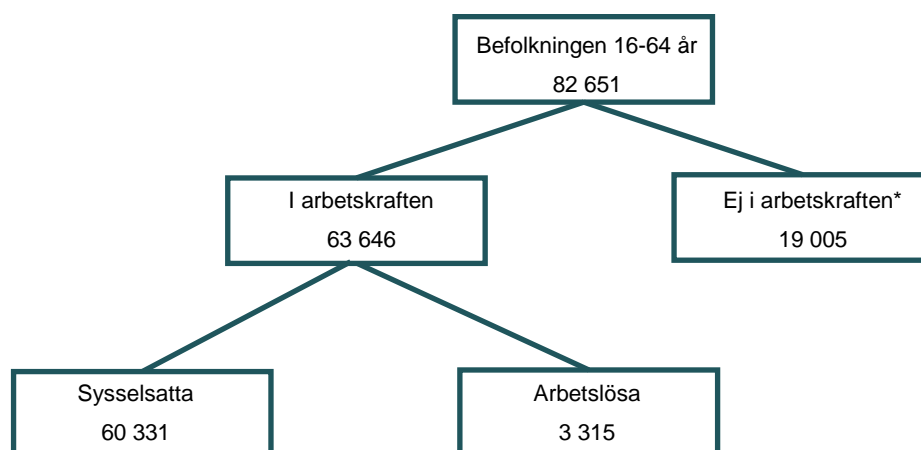 Befolkningen 16-64 år
82 651
I arbetskraften
63 646
Ej i arbetskraften*
19 005
Sysselsatta
60 331
Arbetslösa
3 315